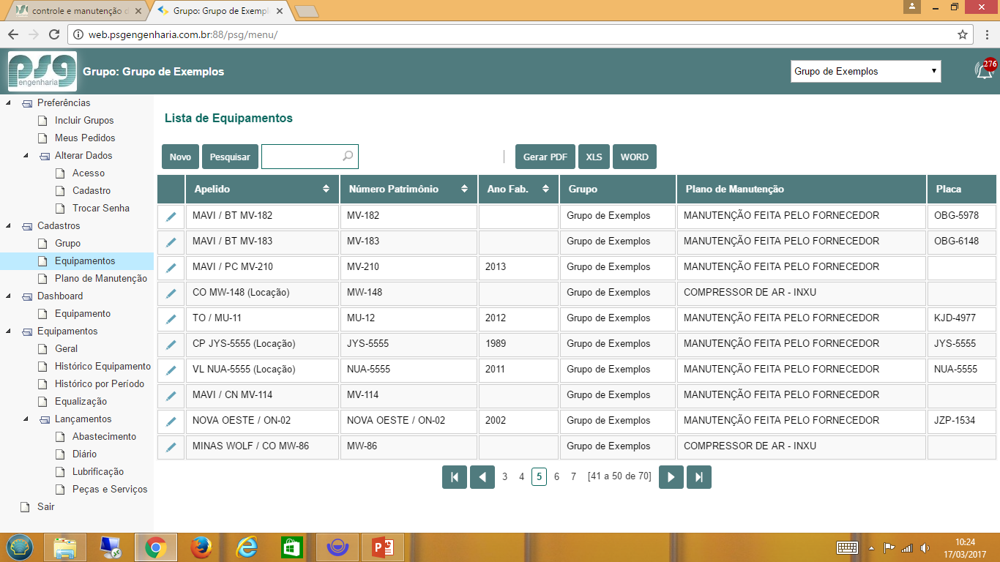 controle e manutenção d
Grupo: Grupo de Exempl
web.psgengenharia.com.br:88/psg/menu/
psg
engenharia
Grupo: Grupo de Exemplos
Grupo de Exemplos
276
Preferências
Incluir Grupos
Meus Pedidos
Alterar Dados
Acesso
Cadastro
Trocar Senha
Cadastros
Grupo
Equipamentos
Plano de Manutenção
Dashboard
Equipamento
Equipamentos
Geral
Histórico Equipamento
Histórico por Período
Equalização
Lançamentos
Abastecimento
Diário
Lubrificação
Peças e Serviços
Sair
Lista de Equipamentos
Novo Pesquisar Gerar PDF XLS WORD
Apelido Número Patrimônio Ano Fab. Grupo Plano de Manutenção Placa
MAVI / BT MV-182 MV-182 Grupo de Exemplos MANUTENÇÃO FEITA PELO FORNECEDOR OBG-5978
MAVI / BT MV-183 MV-183 Grupo de Exemplos MANUTENÇÃO FEITA PELO FORNECEDOR OBG-6148
MAVI / PC MV-210 MV-210 2013 Grupo de Exemplos MANUTENÇÃO FEITA PELO FORNECEDOR
CO MW-148 (Locação) MW-148 Grupo de Exemplos COMPRESSOR DE AR - INXU
TO / MU-11 MU-12 2012 Grupo de Exemplos MANUTENÇÃO FEITA PELO FORNECEDOR KJD-4977
CP JYS-5555 (Locação) JYS-5555 1989 Grupo de Exemplos MANUTENÇÃO FEITA PELO FORNECEDOR JYS-5555
VL NUA-5555 (Locação) NUA-5555 2011 Grupo de Exemplos MANUTENÇÃO FEITA PELO FORNECEDOR NUA-5555
MAVI / CN MV-114 MV-114 Grupo de Exemplos MANUTENÇÃO FEITA PELO FORNECEDOR
NOVA OESTE / ON-02 NOVA OESTE / ON-02 2002 Grupo de Exemplos MANUTENÇÃO FEITA PELO FORNECEDOR JZP-1534
MINAS WOLF / CO MW-86 MW-86 Grupo de Exemplos COMPRESSOR DE AR - INXU
3 4 5 6 7 [41 a 50 de 70]
10:24
17/03/2017